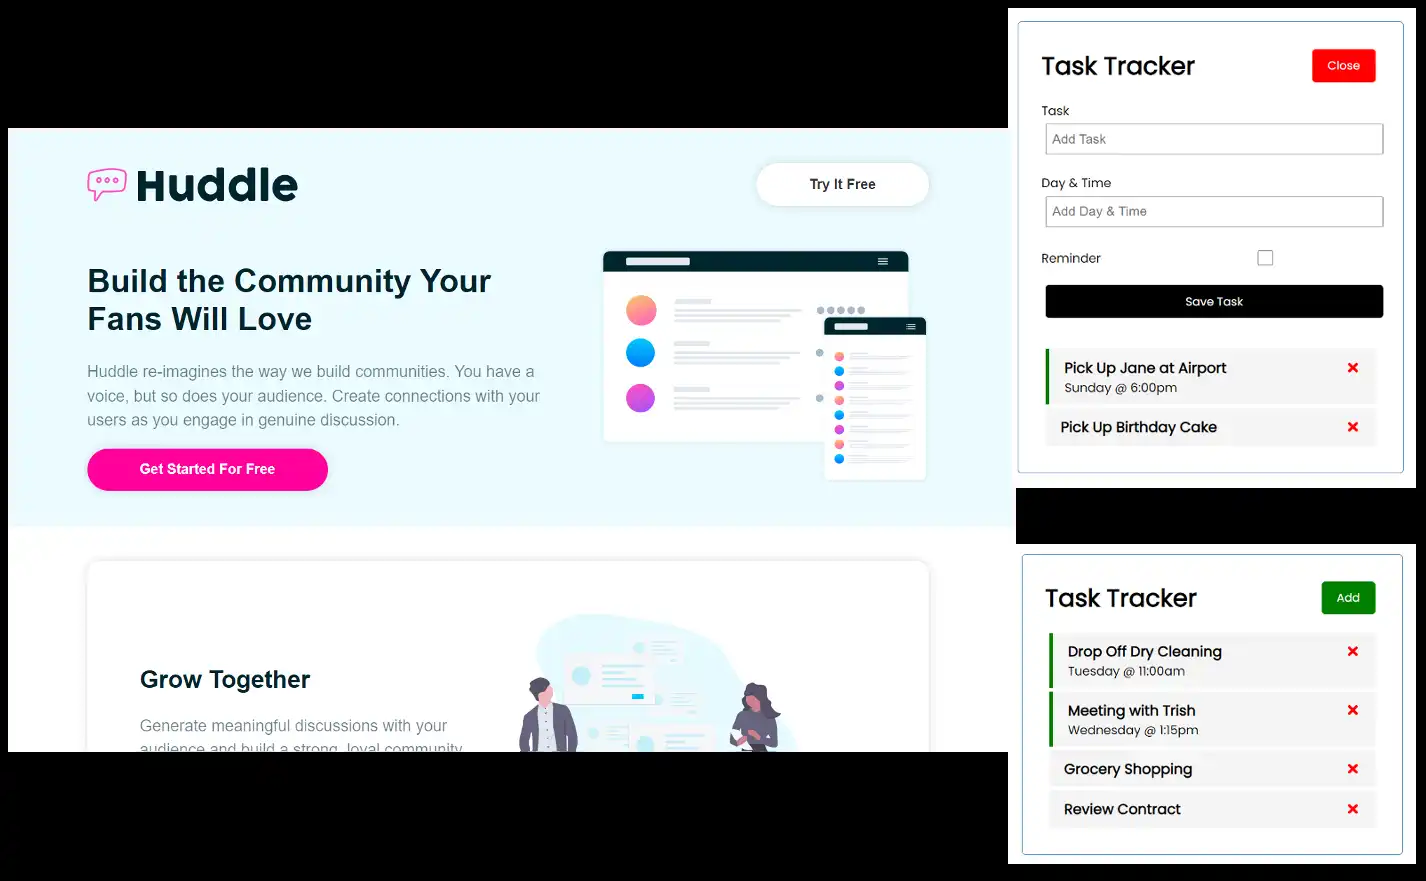 Huddle
Try It Free
Build the Community Your
Fans Will Love
Huddle re-imagines the way we build communities. You have a
voice, but so does your audience. Create connections with your
users as you engage in genuine discussion.
Get Started For Free
Grow Together
Generate meaningful discussions with your
audience and build a strong, loyal community
Task Tracker
Close
Task
Add Task
Day & Time
Add Day & Time
Reminder
Save Task
Pick Up Jane at Airport
Sunday @ 6:00pm
Pick Up Birthday Cake
Task Tracker
Add
Drop Off Dry Cleaning
Tuesday @ 11:00am
Meeting with Trish
Wednesday @ 1:15pm
Grocery Shopping
Review Contract